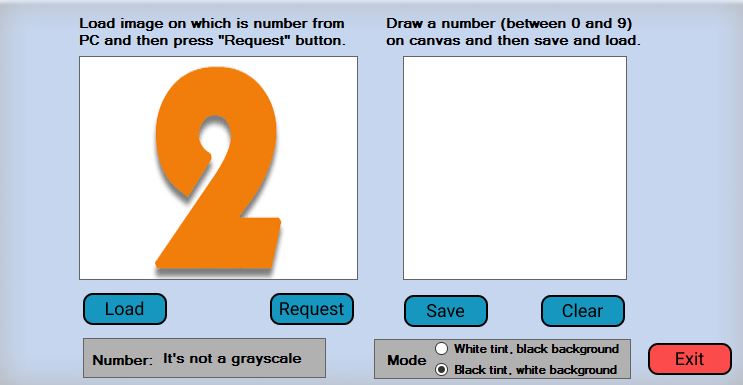 Load image on which is number from
PC and then press "Request" button.
Draw a number (between 0 and 9)
on canvas and then save and load.
2
Load
Request
Save
Clear
Number: It's not a grayscale
Mode
White tint, black background
Black tint, white background
Exit